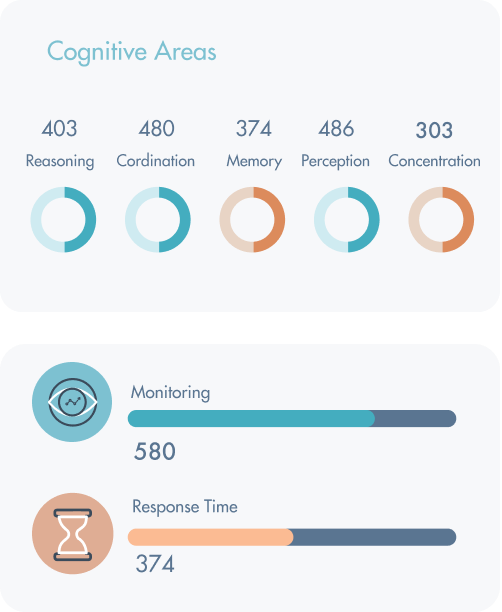 Cognitive Areas
403 480 374 486 303
Reasoning Cordination Memory Perception Concentration
Monitoring
580
Response Time
374